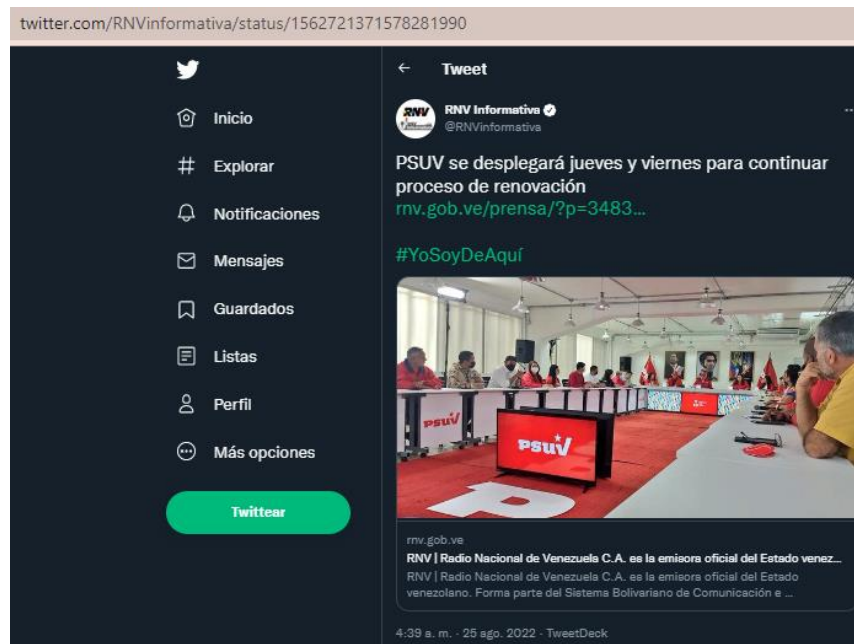 twitter.com/RNVinformativa/status/1562721371578281990
Inicio
Explorar
Notificaciones
Mensajes
Guardados
Listas
Perfil
Más opciones
Twittear
Tweet
RNV
RNV Informativa
@RNVinformativa
PSUV se desplegará jueves y viernes para continuar
proceso de renovación
rnv.gob.ve/prensa/?p=3483...
#YoSoyDeAquí
PSUV
PSUV
rnv.gob.ve
RNV | Radio Nacional de Venezuela C.A. es la emisora oficial del Estado venez...
RNV | Radio Nacional de Venezuela C.A. es la emisora oficial del Estado
venezolano. Forma parte del Sistema Bolivariano de Comunicación e ...
4:39 a. m. · 25 ago. 2022 · TweetDeck